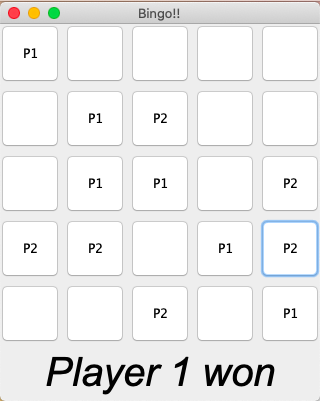 Bingo!!
P1
P1 P2
P1 P1 P2
P2 P2 P1 P2
P2 P1
Player 1 won